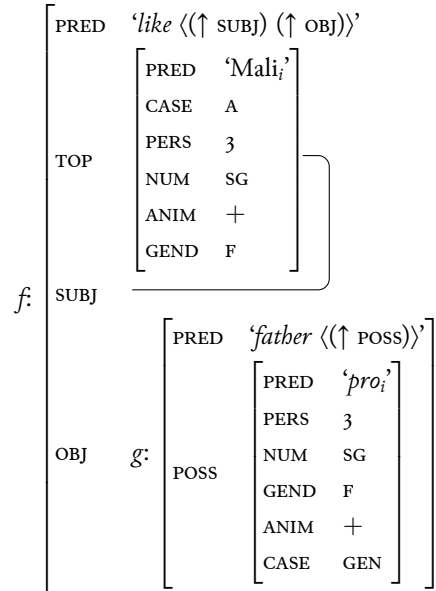 PRED ‘like ⟨(↑ SUBJ) (↑ OBJ)⟩’
PRED ‘Maliᵢ’
CASE A
PERS 3
TOP
NUM SG
ANIM +
GEND F
f: SUBJ
PRED ‘father ⟨(↑ POSS)⟩’
PRED ‘proᵢ’
PERS 3
OBJ g: NUM SG
POSS
GEND F
ANIM +
CASE GEN